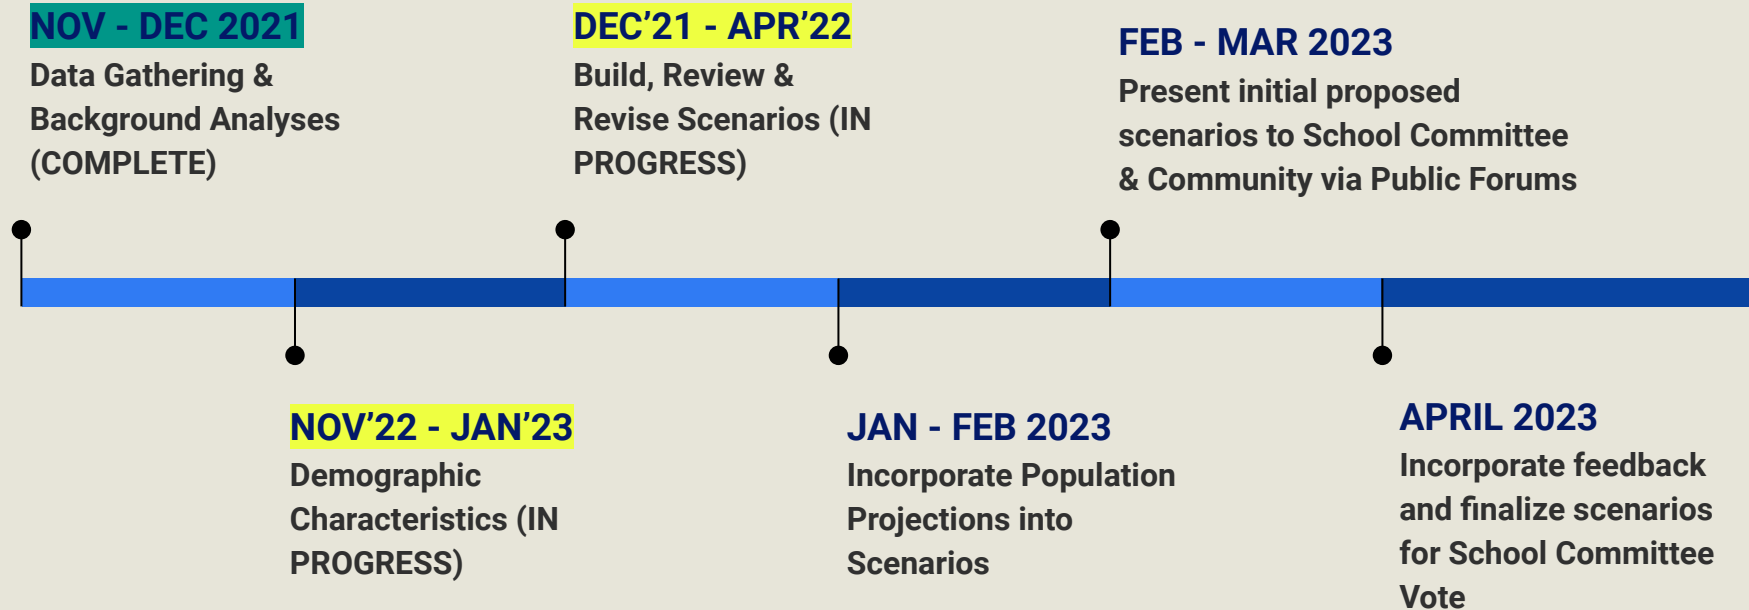 NOV - DEC 2021
Data Gathering &
Background Analyses
(COMPLETE)
NOV’22 - JAN’23
Demographic
Characteristics (IN
PROGRESS)
DEC’21 - APR’22
Build, Review &
Revise Scenarios (IN
PROGRESS)
JAN - FEB 2023
Incorporate Population
Projections into
Scenarios
FEB - MAR 2023
Present initial proposed
scenarios to School Committee
& Community via Public Forums
APRIL 2023
Incorporate feedback
and finalize scenarios
for School Committee
Vote